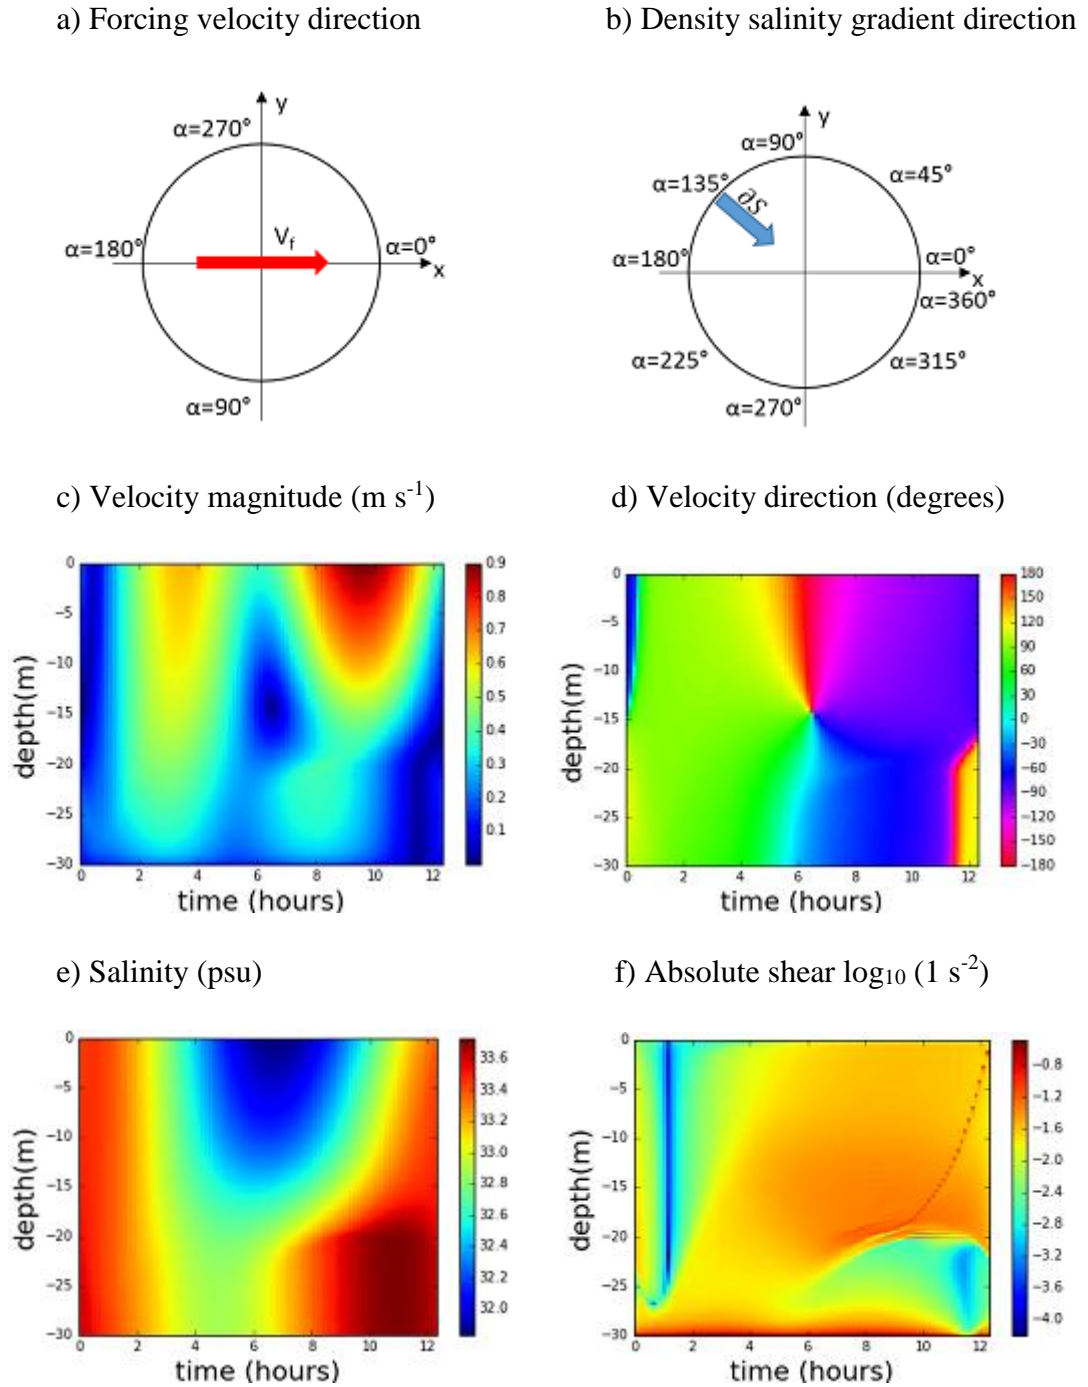 a) Forcing velocity direction
b) Density salinity gradient direction
y
α=270°
V_f
α=180°
α=0°
x
α=90°
y
α=90°
α=135°
∂S
α=45°
α=180°
α=0°
x
α=360°
α=225°
α=315°
α=270°
c) Velocity magnitude (m s⁻¹)
d) Velocity direction (degrees)
0
−5
−10
−15
−20
−25
−30
depth(m)
0 2 4 6 8 10 12
time (hours)
0.9
0.8
0.7
0.6
0.5
0.4
0.3
0.2
0.1
0
−5
−10
−15
−20
−25
−30
depth(m)
0 2 4 6 8 10 12
time (hours)
180
150
120
90
60
30
0
−30
−60
−90
−120
−150
−180
e) Salinity (psu)
f) Absolute shear log₁₀ (1 s⁻²)
0
−5
−10
−15
−20
−25
−30
depth(m)
0 2 4 6 8 10 12
time (hours)
33.6
33.4
33.2
33.0
32.8
32.6
32.4
32.2
32.0
0
−5
−10
−15
−20
−25
−30
depth(m)
0 2 4 6 8 10 12
time (hours)
−0.8
−1.2
−1.6
−2.0
−2.4
−2.8
−3.2
−3.6
−4.0